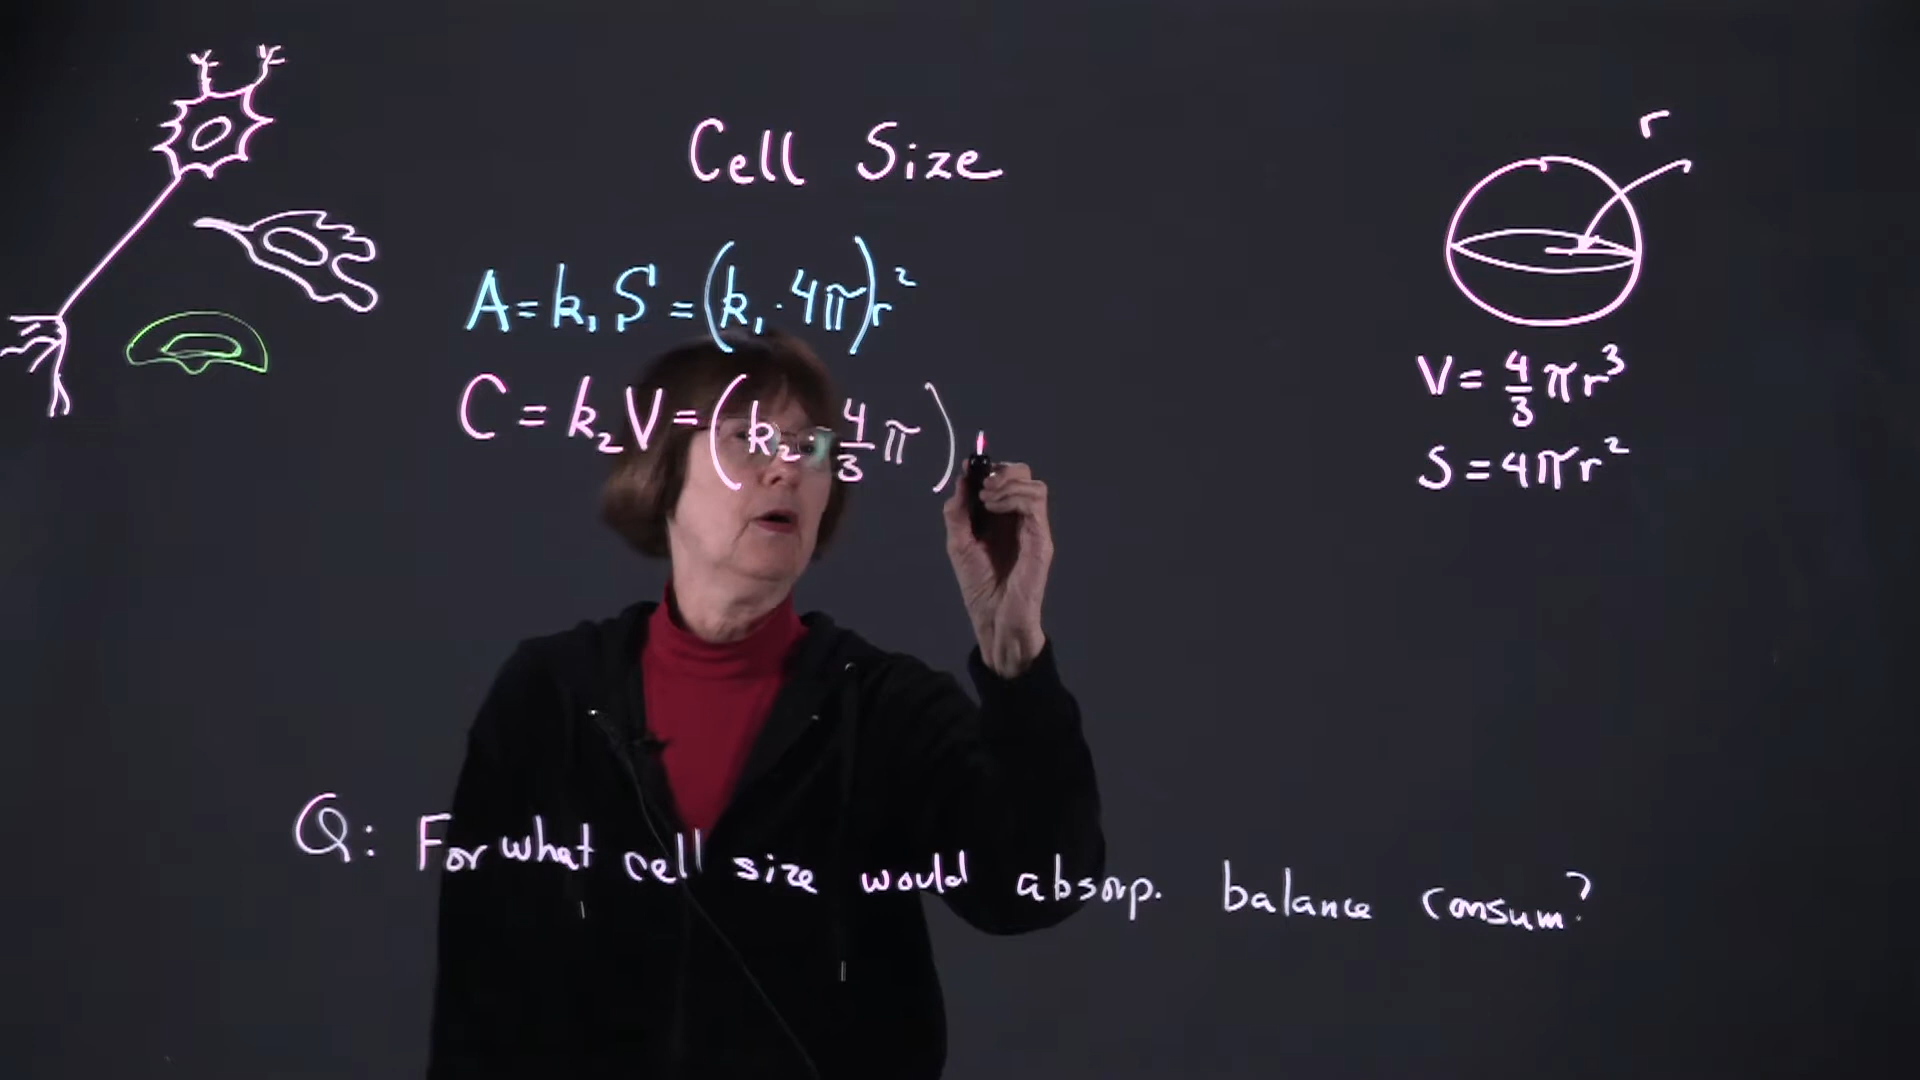 Cell Size
A = k₁ S = (k₁ · 4π) r²
C = k₂ V = (k₂ · 4/3 π)
r
V = 4/3 π r³
S = 4π r²
Q: For what cell size would absorp. balance consum?